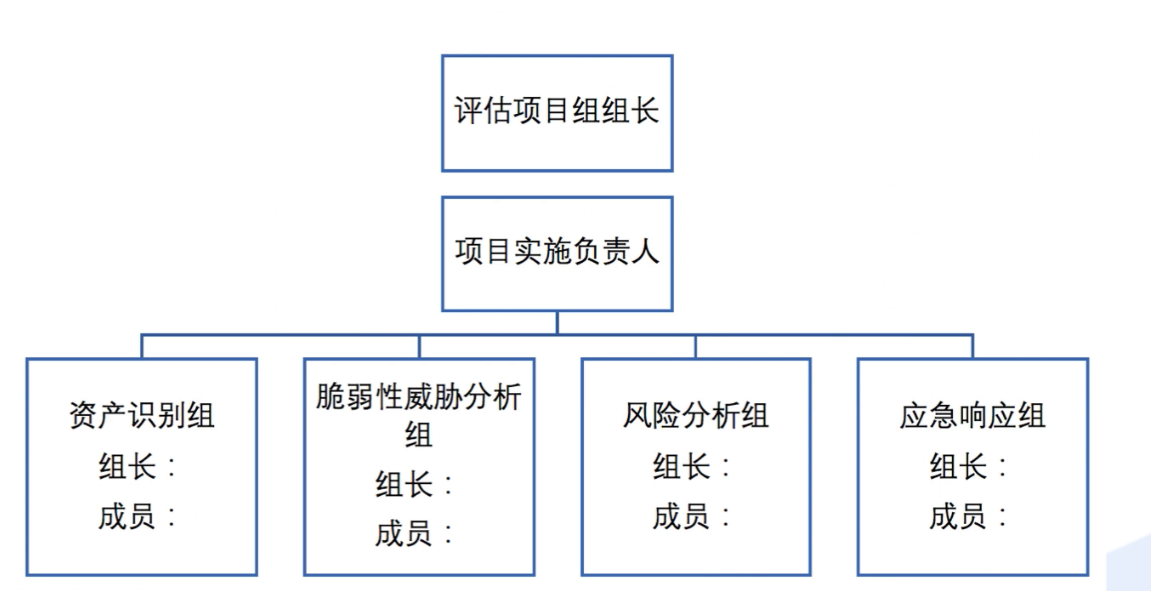 评估项目组组长
项目实施负责人
资产识别组
组长：
成员：
脆弱性威胁分析
组
组长：
成员：
风险分析组
组长：
成员：
应急响应组
组长：
成员：